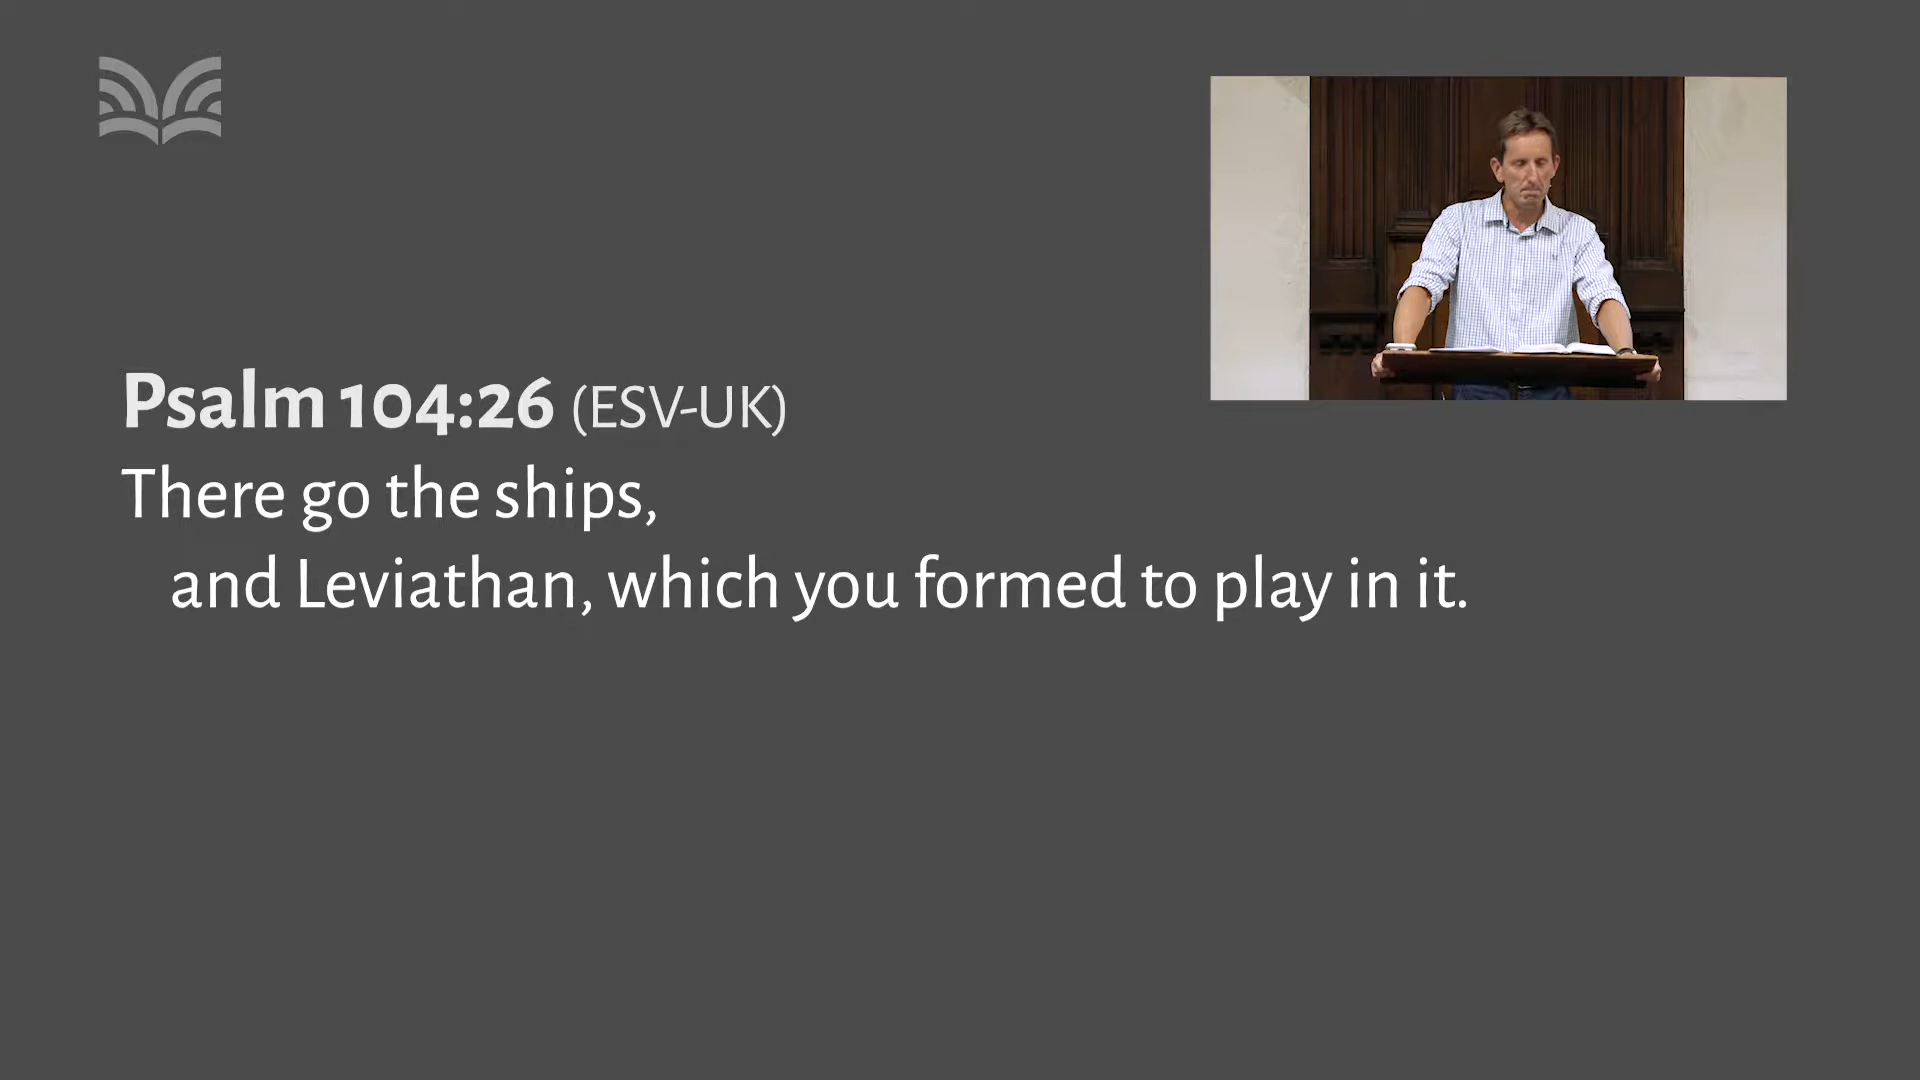 Psalm 104:26 (ESV-UK)
There go the ships,
and Leviathan, which you formed to play in it.